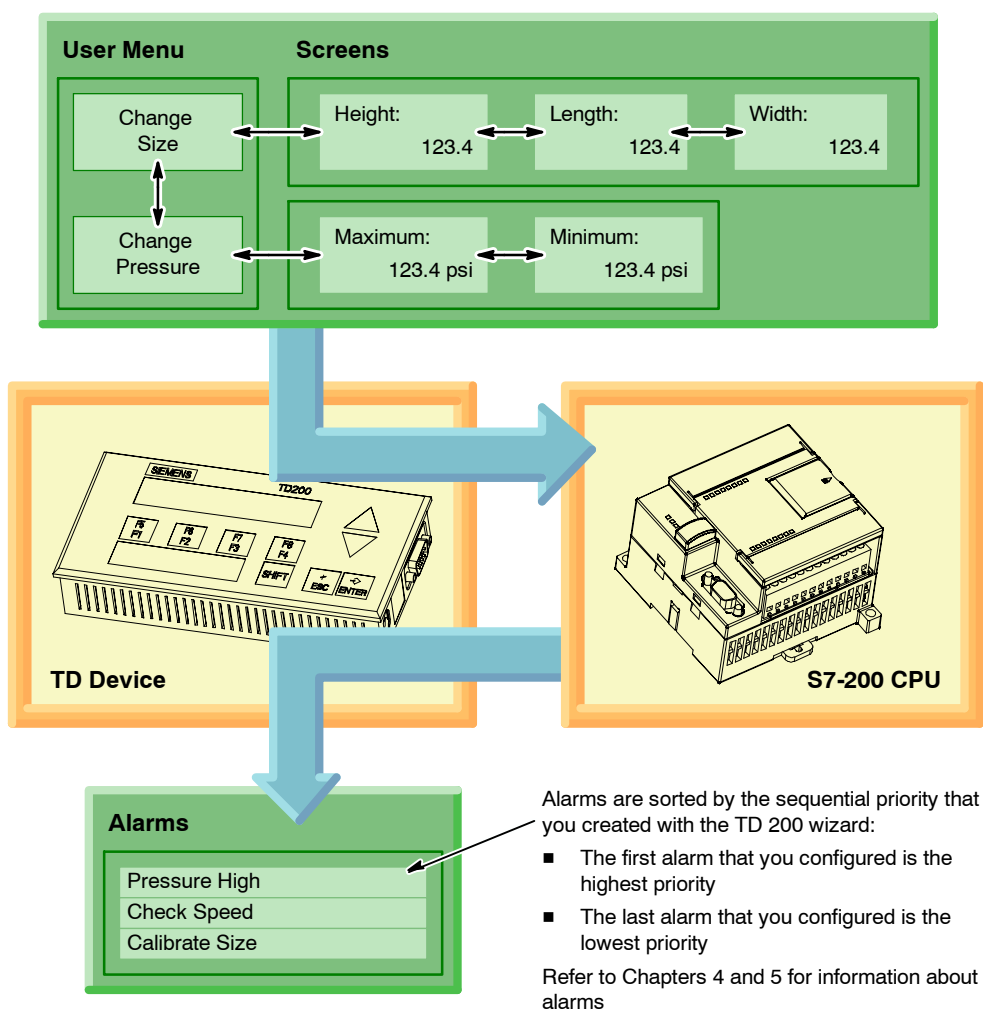 User Menu
Screens
Change
Size
Height:
123.4
Length:
123.4
Width:
123.4
Change
Pressure
Maximum:
123.4 psi
Minimum:
123.4 psi
SIEMENS
TD200
F5
F1
F6
F2
F7
F3
F8
F4
SHIFT
ESC
ENTER
TD Device
S7-200 CPU
Alarms
Pressure High
Check Speed
Calibrate Size
Alarms are sorted by the sequential priority that
you created with the TD 200 wizard:
■ The first alarm that you configured is the
highest priority
■ The last alarm that you configured is the
lowest priority
Refer to Chapters 4 and 5 for information about
alarms